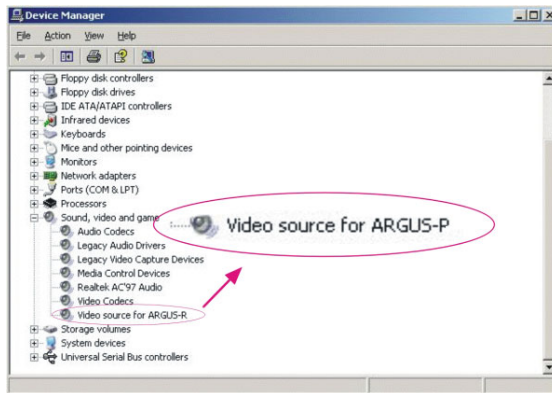 Device Manager
File Action View Help
Floppy disk controllers
Floppy disk drives
IDE ATA/ATAPI controllers
Infrared devices
Keyboards
Mice and other pointing devices
Monitors
Network adapters
Ports (COM & LPT)
Processors
Sound, video and game
Video source for ARGUS-P
Audio Codecs
Legacy Audio Drivers
Legacy Video Capture Devices
Media Control Devices
Realtek AC'97 Audio
Video Codecs
Video source for ARGUS-R
Storage volumes
System devices
Universal Serial Bus controllers